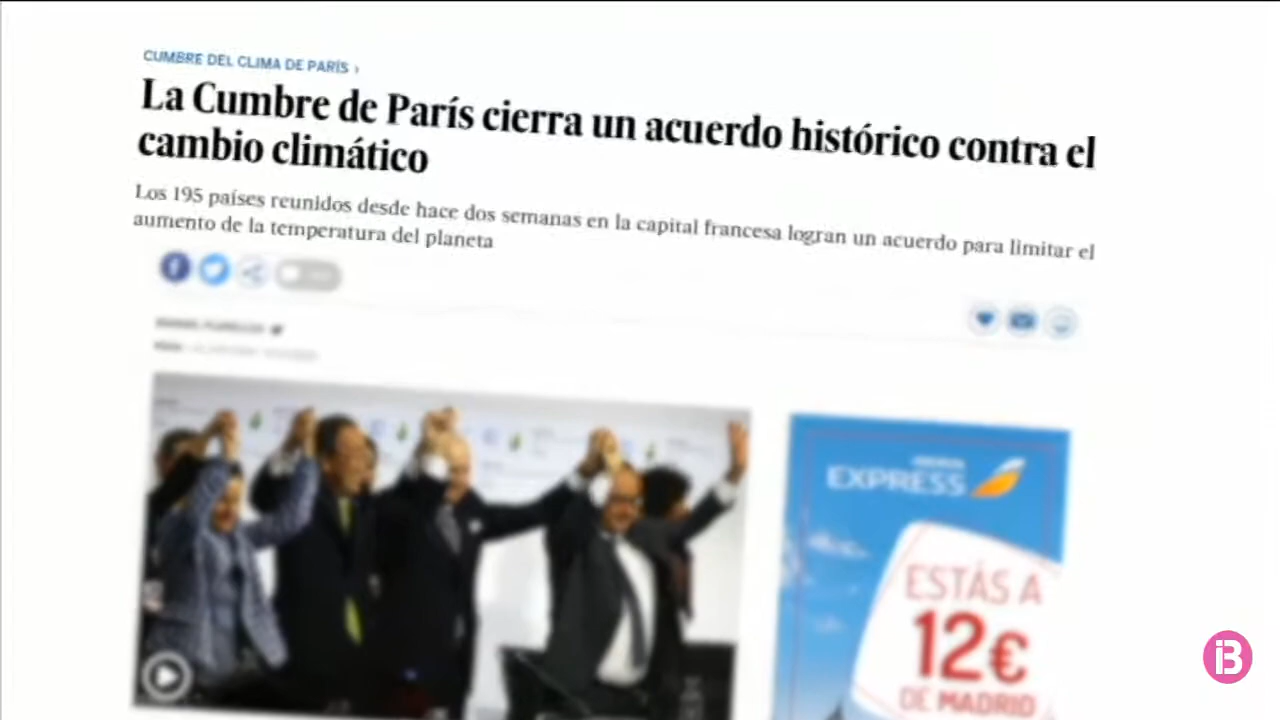 CUMBRE DEL CLIMA DE PARÍS ›
La Cumbre de París cierra un acuerdo histórico contra el
cambio climático
Los 195 países reunidos desde hace dos semanas en la capital francesa logran un acuerdo para limitar el
aumento de la temperatura del planeta
EXPRESS
ESTÁS A
12€
DE MADRID
iB3